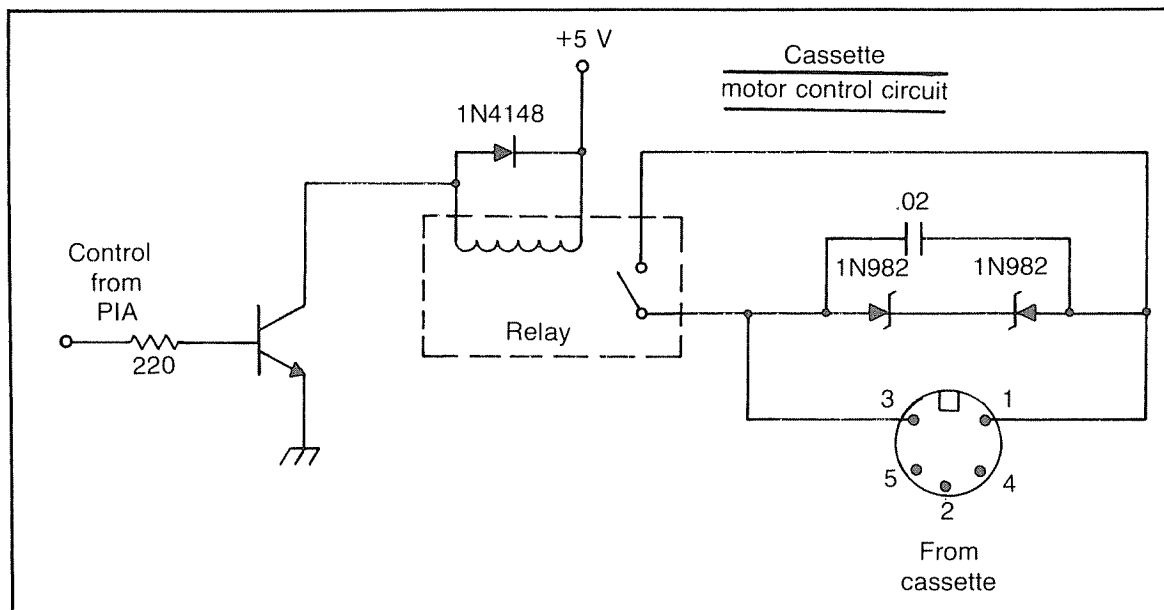 +5 V
Cassette
motor control circuit
1N4148
.02
1N982
1N982
Control
from
PIA
220
Relay
3
1
5
4
2
From
cassette